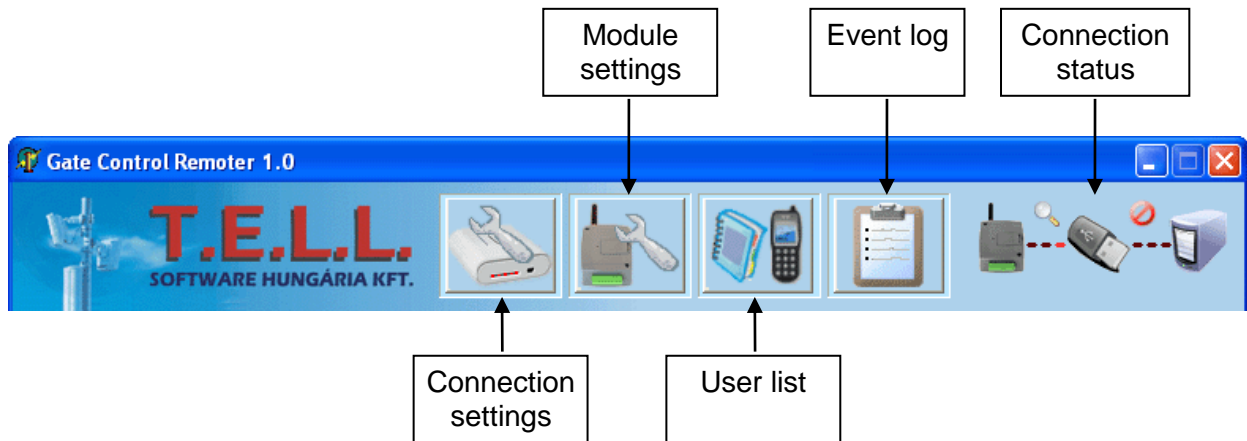 Module
settings
Event log
Connection
status
Gate Control Remoter 1.0
T.E.L.L.
SOFTWARE HUNGÁRIA KFT.
Connection
settings
User list